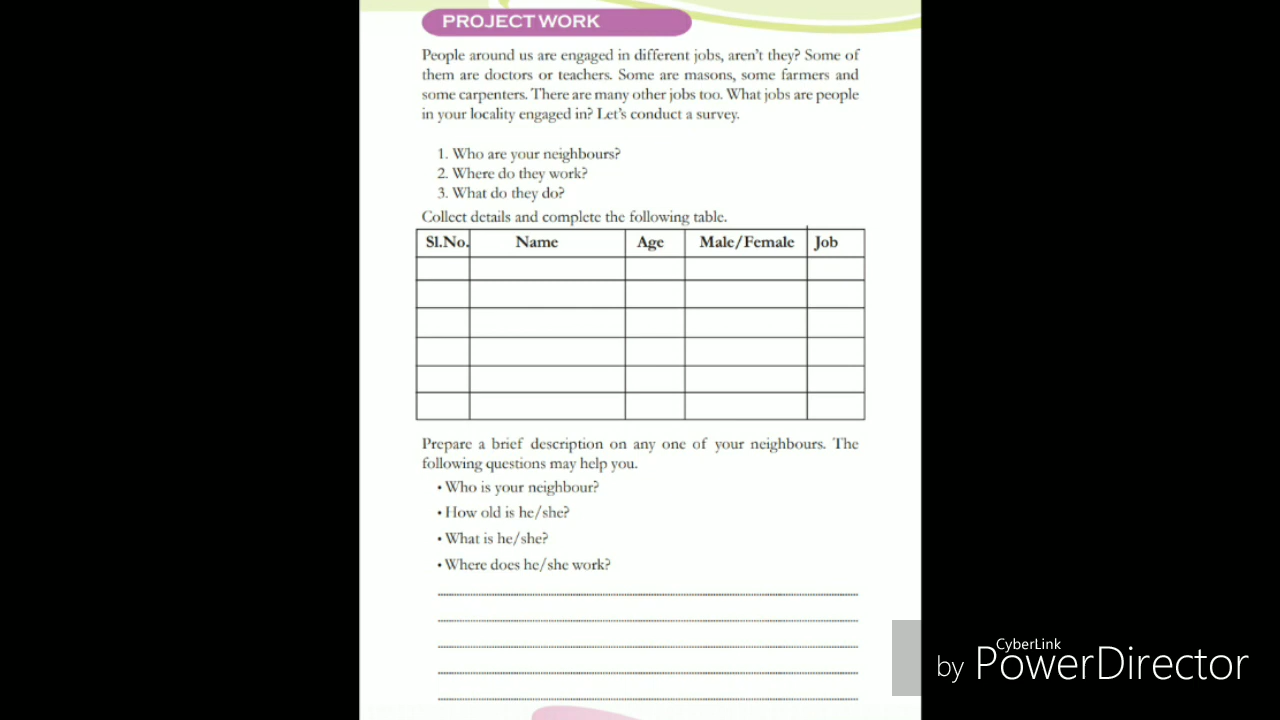 PROJECT WORK
People around us are engaged in different jobs, aren't they? Some of
them are doctors or teachers. Some are masons, some farmers and
some carpenters. There are many other jobs too. What jobs are people
in your locality engaged in? Let's conduct a survey.
1. Who are your neighbours?
2. Where do they work?
3. What do they do?
Collect details and complete the following table.
Sl.No. Name Age Male/Female Job
Prepare a brief description on any one of your neighbours. The
following questions may help you.
• Who is your neighbour?
• How old is he/she?
• What is he/she?
• Where does he/she work?
CyberLink
by PowerDirector